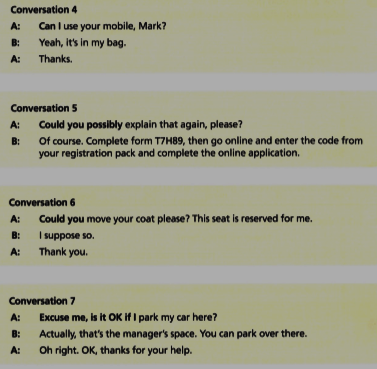 Conversation 4
A: Can I use your mobile, Mark?
B: Yeah, it's in my bag.
A: Thanks.
Conversation 5
A: Could you possibly explain that again, please?
B: Of course. Complete form T7H89, then go online and enter the code from
your registration pack and complete the online application.
Conversation 6
A: Could you move your coat please? This seat is reserved for me.
B: I suppose so.
A: Thank you.
Conversation 7
A: Excuse me, is it OK if I park my car here?
B: Actually, that's the manager's space. You can park over there.
A: Oh right. OK, thanks for your help.